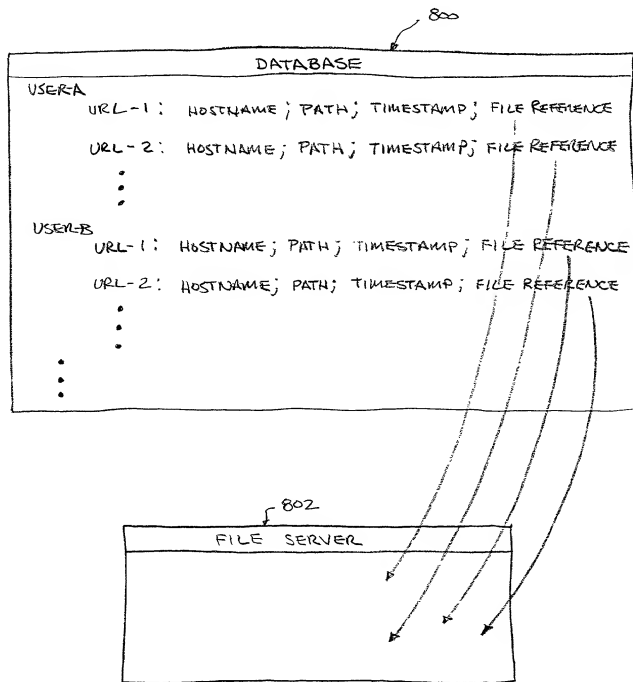 800
DATABASE
USER-A
URL-1: HOSTNAME; PATH; TIMESTAMP; FILE REFERENCE
URL-2: HOSTNAME; PATH; TIMESTAMP; FILE REFERENCE
USER-B
URL-1: HOSTNAME; PATH; TIMESTAMP; FILE REFERENCE
URL-2: HOSTNAME; PATH; TIMESTAMP; FILE REFERENCE
802
FILE SERVER